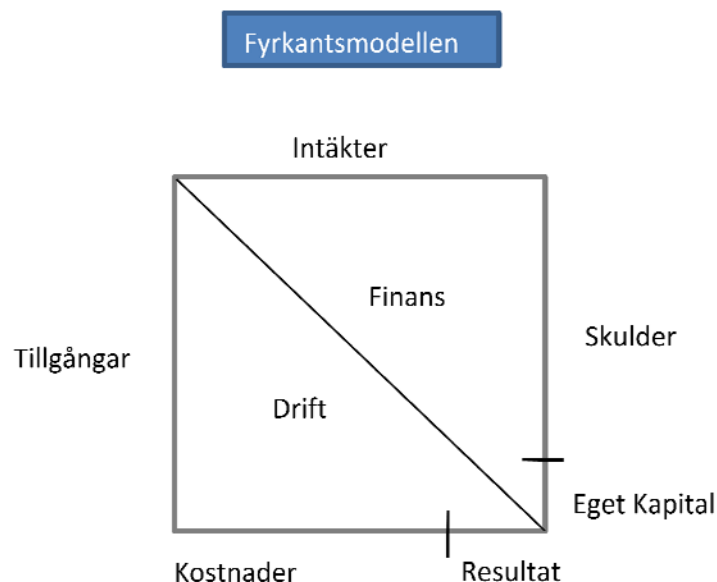 Fyrkantsmodellen
Intäkter
Finans
Skulder
Tillgångar
Drift
Eget Kapital
Kostnader
Resultat